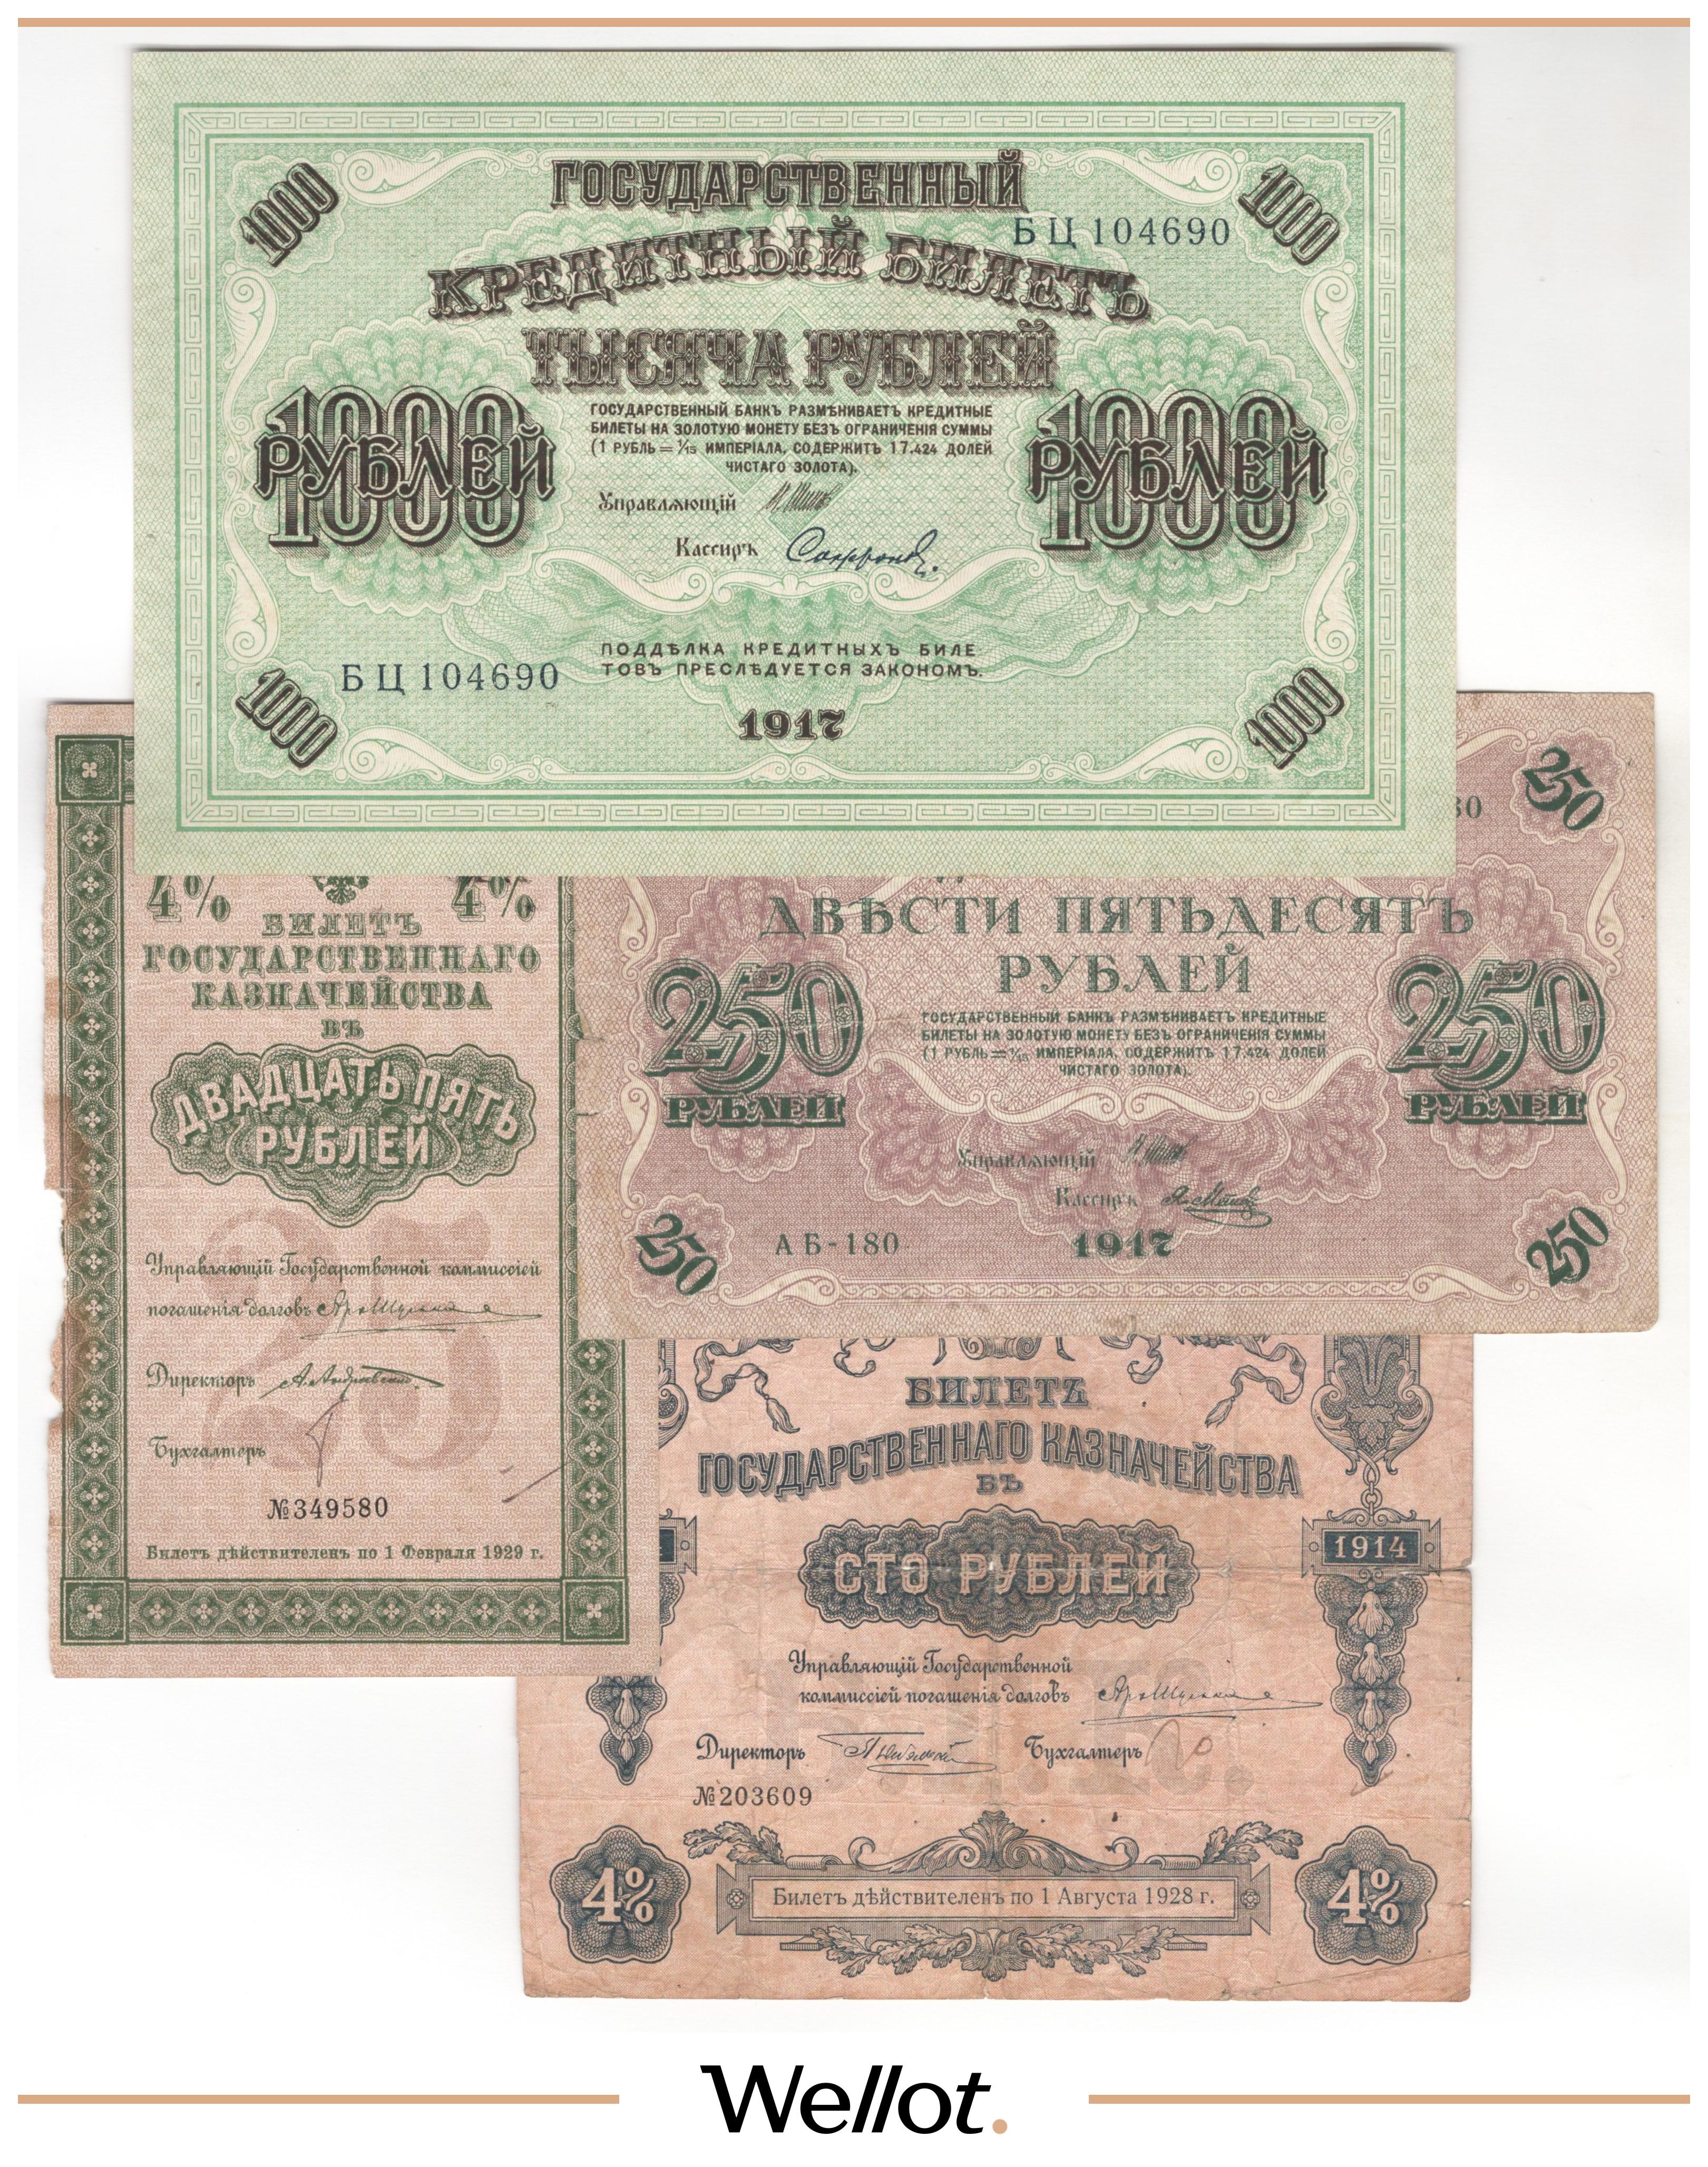 ГОСУДАРСТВЕННЫЙ
1000
1000
БЦ 104690
КРЕДИТНЫЙ БИЛЕТЪ
ТЫСЯЧА РУБЛЕЙ
1000
РУБЛЕЙ
1000
РУБЛЕЙ
ГОСУДАРСТВЕННЫЙ БАНКЪ РАЗМѢНИВАЕТЪ КРЕДИТНЫЕ
БИЛЕТЫ НА ЗОЛОТУЮ МОНЕТУ БЕЗЪ ОГРАНИЧЕНІЯ СУММЫ
(1 РУБЛЬ = 1/15 ИМПЕРІАЛА, СОДЕРЖИТЪ 17.424 ДОЛЕЙ
ЧИСТАГО ЗОЛОТА).
Управляющій
Кассиръ
БЦ 104690
ПОДДѢЛКА КРЕДИТНЫХЪ БИЛЕ-
ТОВЪ ПРЕСЛѢДУЕТСЯ ЗАКОНОМЪ.
1917
1000
1000
4%
4%
БИЛЕТЪ
ГОСУДАРСТВЕННАГО
КАЗНАЧЕЙСТВА
ВЪ
ДВАДЦАТЬ ПЯТЬ
РУБЛЕЙ
25
Управляющій Государственной коммиссіей
погашенія долговъ
Директоръ
Бухгалтеръ
№349580
Билетъ дѣйствителенъ по 1 Февраля 1929 г.
250
80
ДВѢСТИ ПЯТЬДЕСЯТЪ
РУБЛЕЙ
250
РУБЛЕЙ
250
РУБЛЕЙ
ГОСУДАРСТВЕННЫЙ БАНКЪ РАЗМѢНИВАЕТЪ КРЕДИТНЫЕ
БИЛЕТЫ НА ЗОЛОТУЮ МОНЕТУ БЕЗЪ ОГРАНИЧЕНІЯ СУММЫ
(1 РУБЛЬ = 1/15 ИМПЕРІАЛА, СОДЕРЖИТЪ 17.424 ДОЛЕЙ
ЧИСТАГО ЗОЛОТА).
Управляющій
Кассиръ
250
АБ-180
1917
250
БИЛЕТЪ
ГОСУДАРСТВЕННАГО КАЗНАЧЕЙСТВА
ВЪ
СТО РУБЛЕЙ
1914
Управляющій Государственной
коммиссіей погашенія долговъ
Директоръ
Бухгалтеръ
№203609
4%
Билетъ дѣйствителенъ по 1 Августа 1928 г.
4%
Wellot.